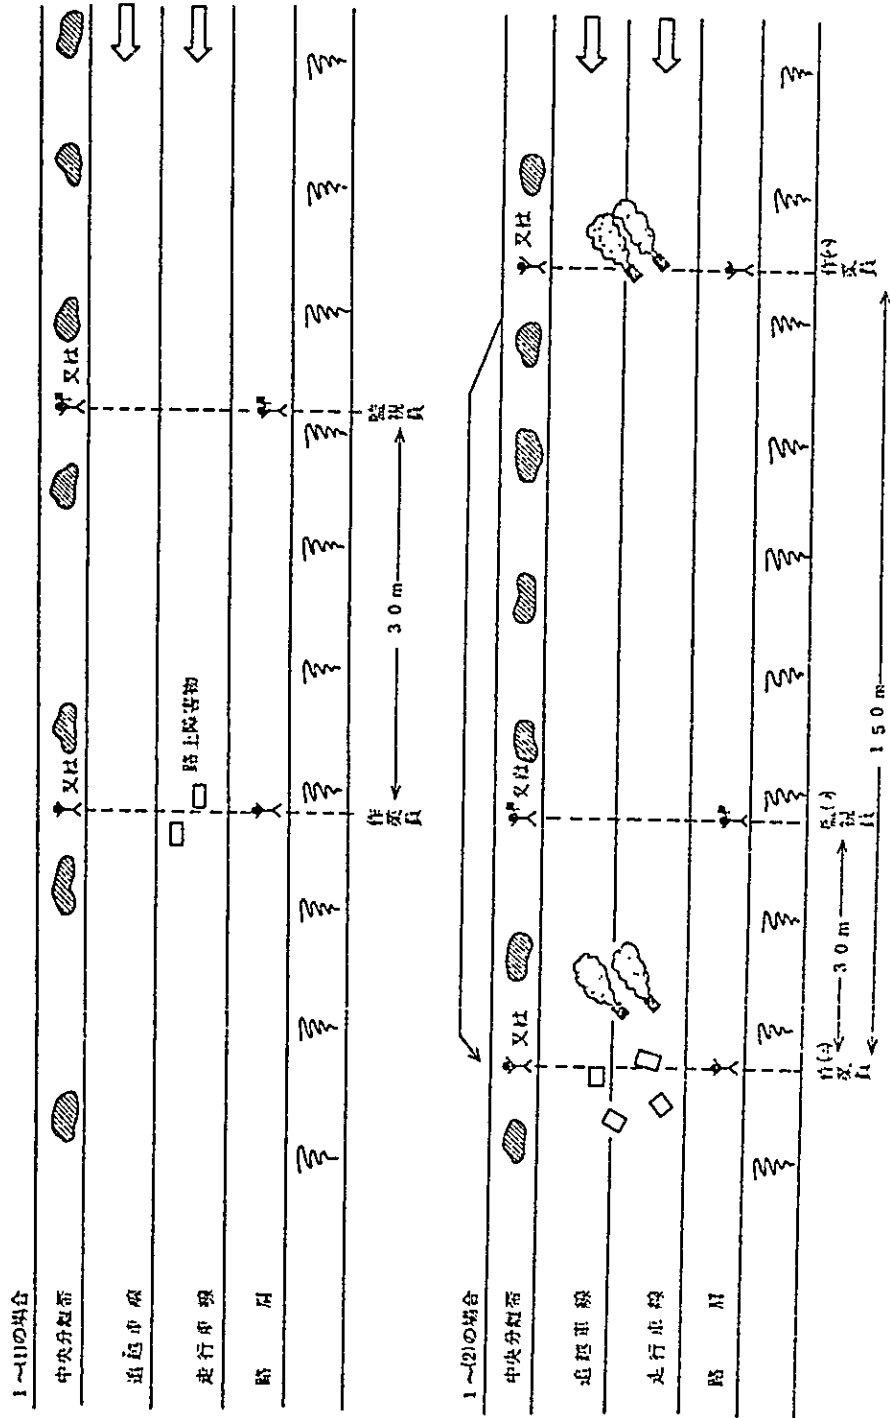 1~(1)の場合
中央分離帯
追越車線
走行車線
路肩
又は
又は
路上障害物
作業員
監視員
30m
1~(2)の場合
中央分離帯
追越車線
走行車線
路肩
又は
又は
又は
作業員
監視員
作業員
30m
150m